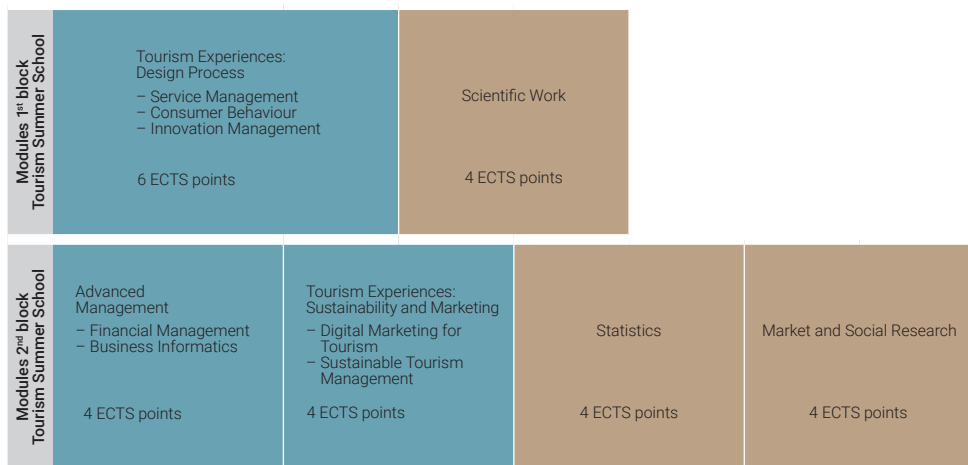 Modules 1st block
Tourism Summer School
Tourism Experiences:
Design Process
– Service Management
– Consumer Behaviour
– Innovation Management
6 ECTS points
Scientific Work
4 ECTS points
Modules 2nd block
Tourism Summer School
Advanced
Management
– Financial Management
– Business Informatics
4 ECTS points
Tourism Experiences:
Sustainability and Marketing
– Digital Marketing for
Tourism
– Sustainable Tourism
Management
4 ECTS points
Statistics
4 ECTS points
Market and Social Research
4 ECTS points